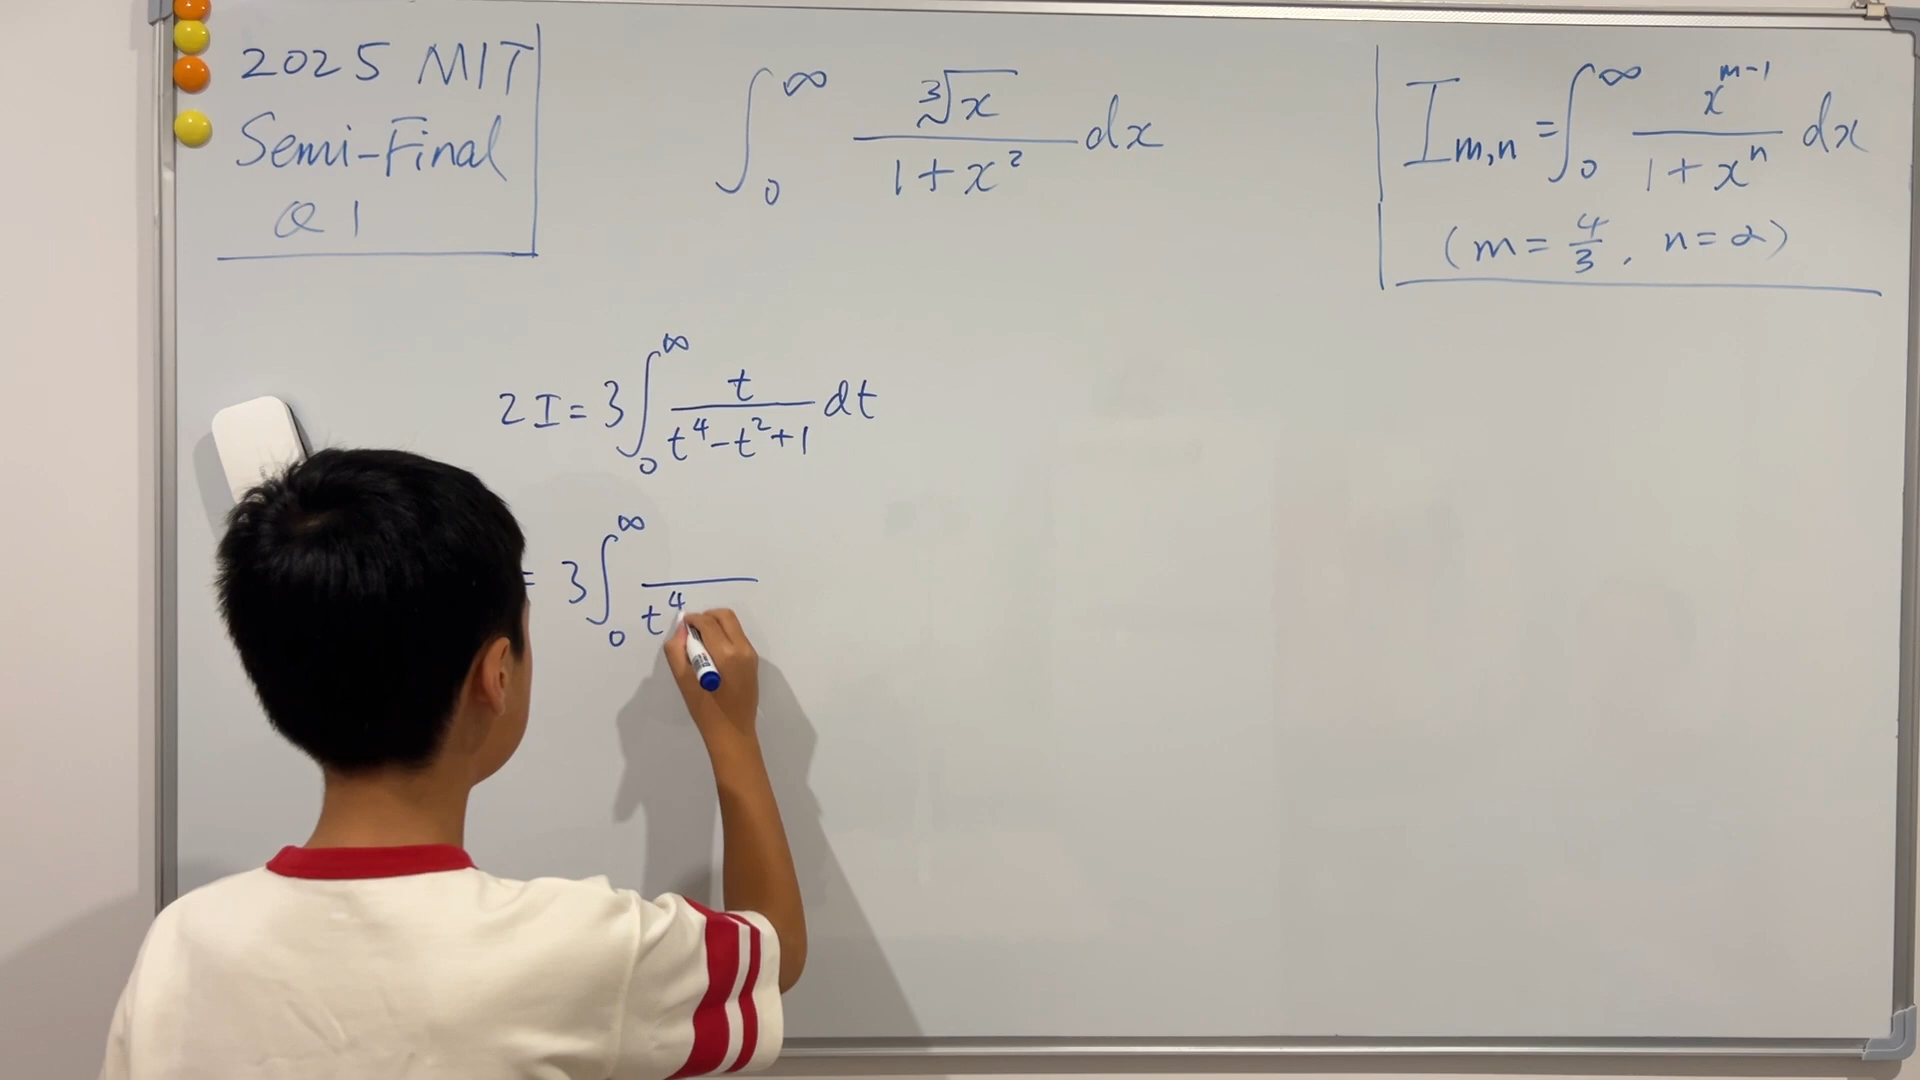 2025 MIT
Semi-Final
Q1
∫₀^∞ ∛x / (1 + x²) dx
I_{m,n} = ∫₀^∞ x^{m-1} / (1 + x^n) dx
(m = 4/3, n = 2)
2I = 3 ∫₀^∞ t / (t⁴ - t² + 1) dt
= 3 ∫₀^∞ / t⁴